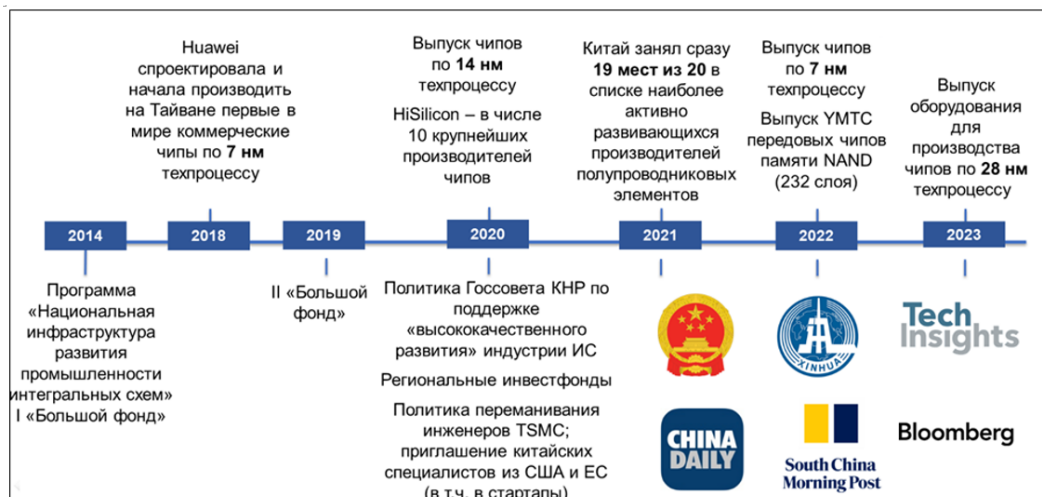 Huawei
спроектировала и
начала производить
на Тайване первые в
мире коммерческие
чипы по 7 нм
техпроцессу
Выпуск чипов
по 14 нм
техпроцессу
HiSilicon – в числе
10 крупнейших
производителей
чипов
Китай занял сразу
19 мест из 20 в
списке наиболее
активно
развивающихся
производителей
полупроводниковых
элементов
Выпуск чипов
по 7 нм
техпроцессу
Выпуск YMTC
передовых чипов
памяти NAND
(232 слоя)
Выпуск
оборудования
для
производства
чипов по 28 нм
техпроцессу
2014
2018
2019
2020
2021
2022
2023
Программа
«Национальная
инфраструктура
развития
промышленности
интегральных схем»
I «Большой фонд»
II «Большой
фонд»
Политика Госсовета КНР по
поддержке
«высококачественного
развития» индустрии ИС
Региональные инвестфонды
Политика переманивания
инженеров TSMC;
приглашение китайских
специалистов из США и ЕС
(в т.ч. в стартапы)
XINHUA
Tech
Insights
CHINA
DAILY
South China
Morning Post
Bloomberg